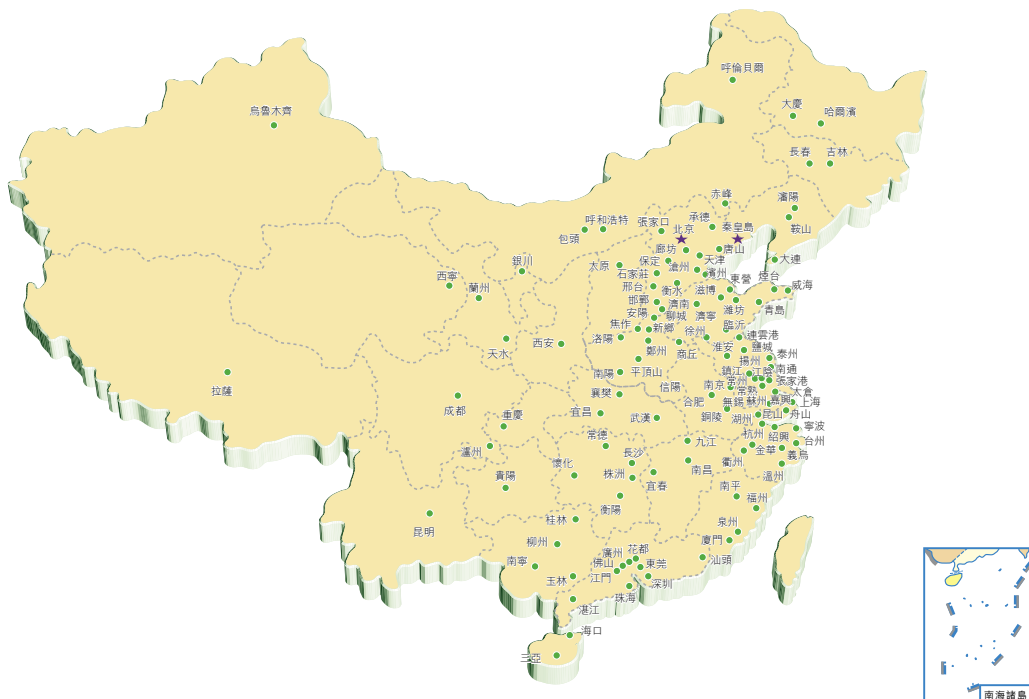 呼倫貝爾
大慶
哈爾濱
烏魯木齊
長春
吉林
赤峰
瀋陽
承德
呼和浩特
張家口
北京
秦皇島
鞍山
包頭
廊坊
唐山
大連
銀川
太原
保定
滄州
天津
石家莊
濱州
西寧
邢台
衡水
東營
煙台
威海
蘭州
邯鄲
濟南
滋博
濰坊
青島
安陽
聊城
濟寧
焦作
新鄉
徐州
臨沂
連雲港
洛陽
鄭州
商丘
淮安
鹽城
西安
天水
泰州
揚州
平頂山
南陽
鎮江
江陰
南通
拉薩
信陽
南京
常州
張家港
襄樊
常熟
太倉
合肥
無錫
蘇州
嘉興
上海
成都
重慶
宜昌
武漢
銅陵
湖州
昆山
舟山
寧波
常德
杭州
紹興
台州
九江
瀘州
長沙
金華
義烏
懷化
株洲
南昌
衢州
溫州
貴陽
宜春
南平
福州
衡陽
昆明
桂林
泉州
柳州
廈門
廣州
花都
南寧
佛山
東莞
汕頭
玉林
江門
深圳
珠海
湛江
海口
三亞
南海諸島